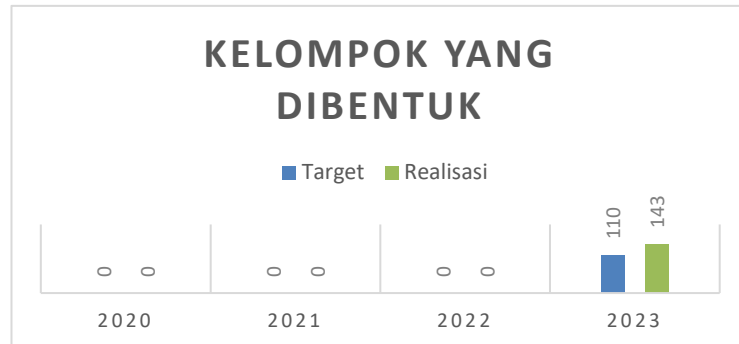 KELOMPOK YANG
DIBENTUK
Target Realisasi
0 0 0 0 0 0 110 143
2020 2021 2022 2023